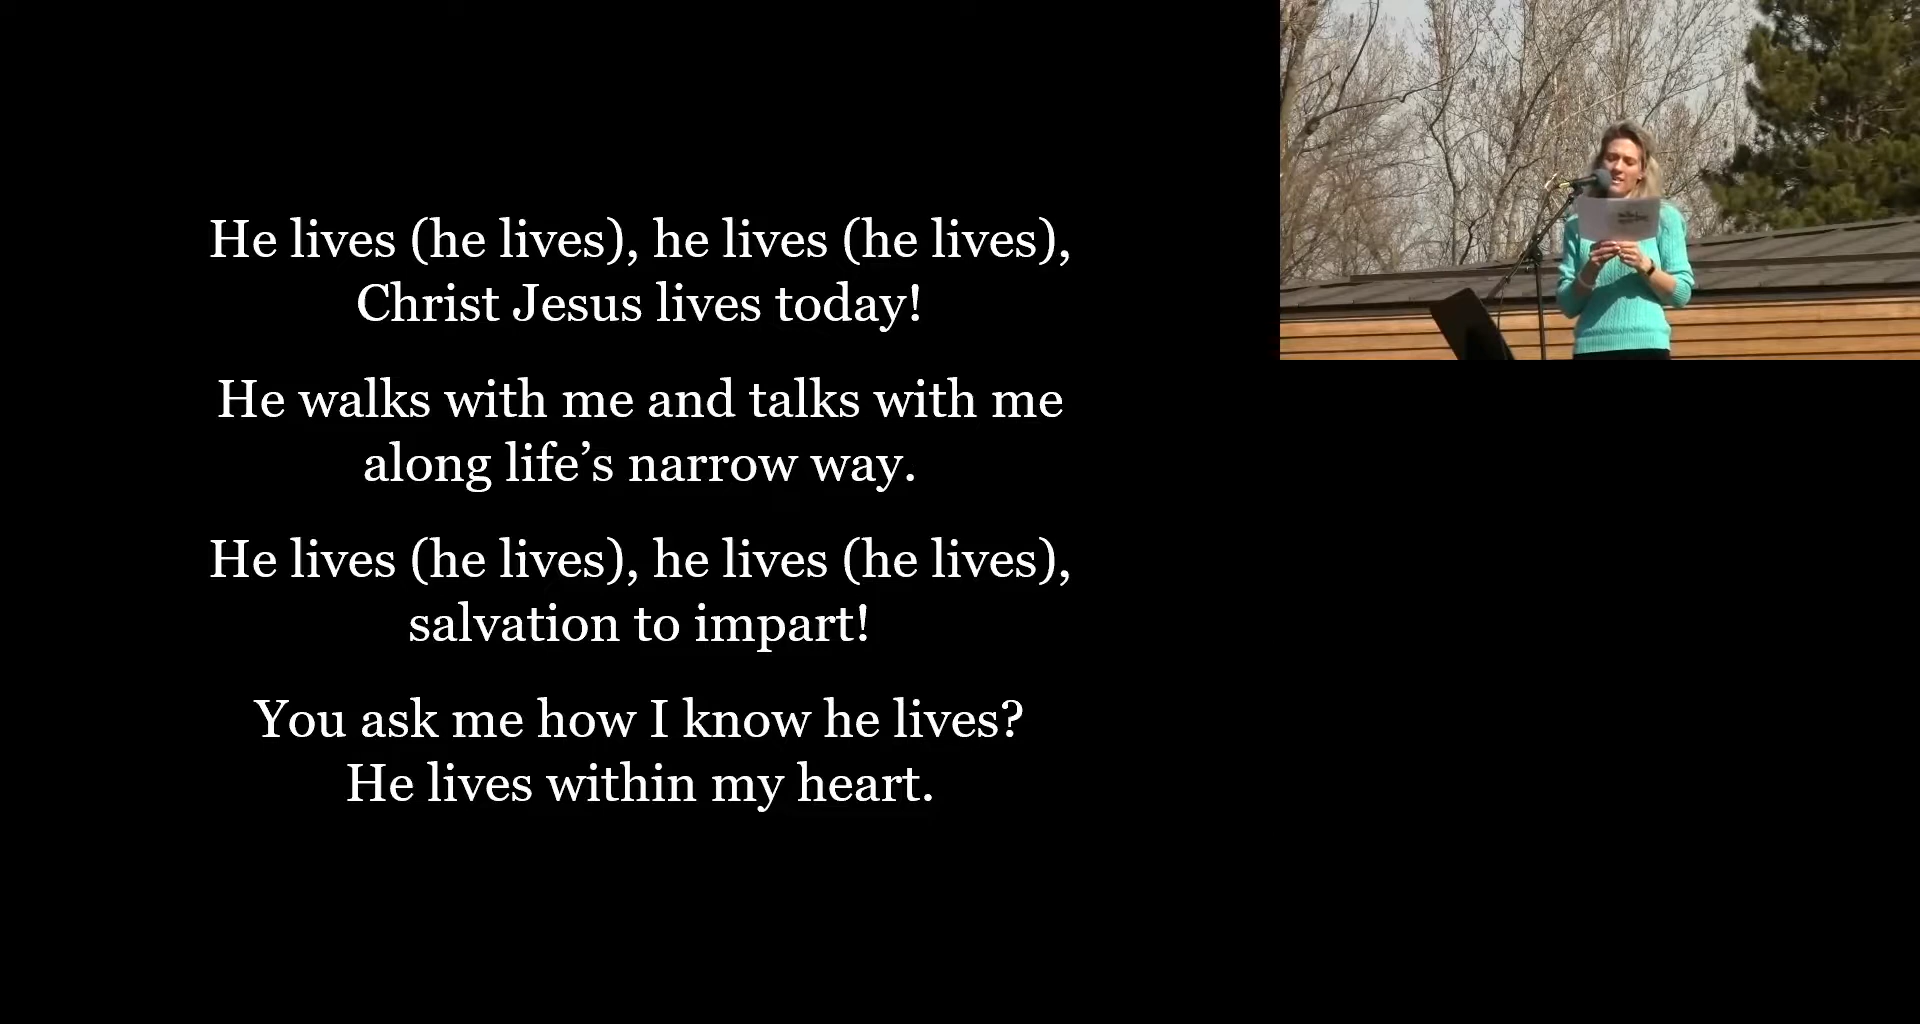 He lives (he lives), he lives (he lives),
Christ Jesus lives today!
He walks with me and talks with me
along life’s narrow way.
He lives (he lives), he lives (he lives),
salvation to impart!
You ask me how I know he lives?
He lives within my heart.